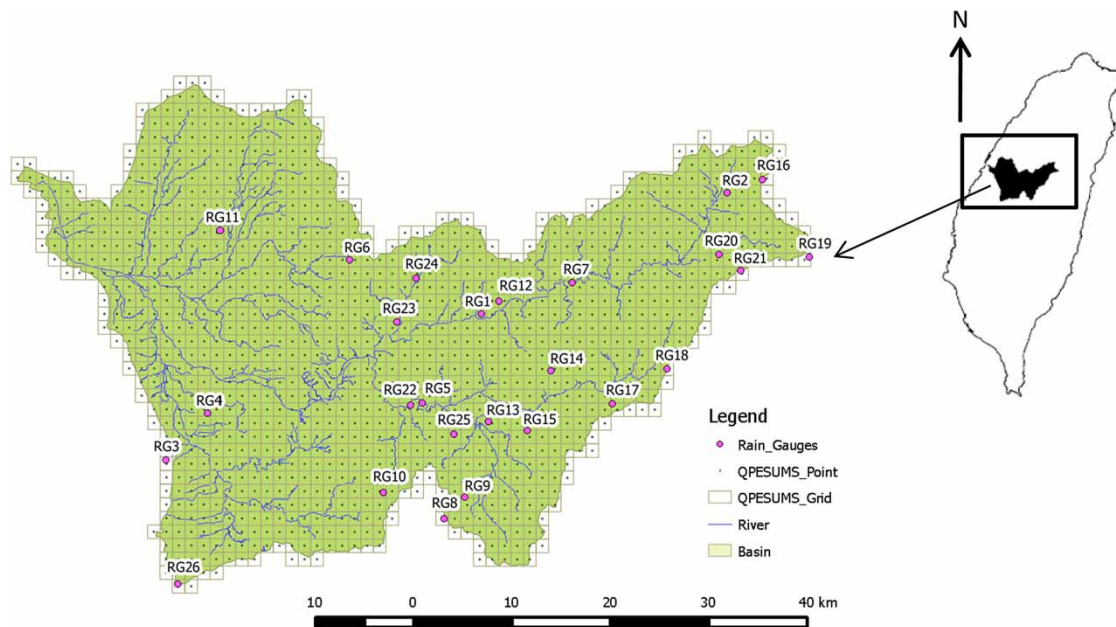 N
RG16
RG2
RG11
RG19
RG6
RG20
RG21
RG24
RG7
RG12
RG1
RG23
RG14
RG18
RG22
RG5
RG17
RG4
RG25
RG13
RG15
RG3
RG10
RG9
RG8
RG26
Legend
Rain_Gauges
QPESUMS_Point
QPESUMS_Grid
River
Basin
10 0 10 20 30 40 km